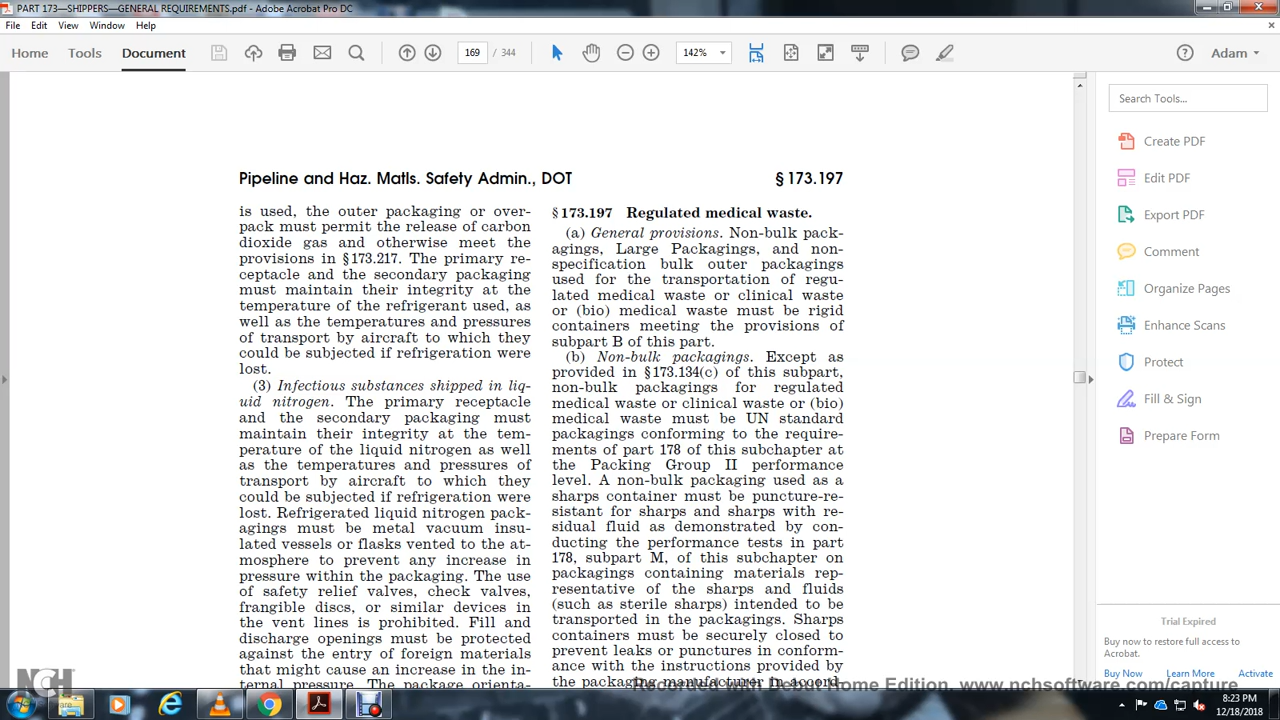 PART 173—SHIPPERS—GENERAL REQUIREMENTS.pdf - Adobe Acrobat Pro DC
File Edit View Window Help
Home Tools Document 169 / 344 142% Adam
Pipeline and Haz. Matls. Safety Admin., DOT § 173.197
is used, the outer packaging or over-
pack must permit the release of carbon
dioxide gas and otherwise meet the
provisions in § 173.217. The primary re-
ceptacle and the secondary packaging
must maintain their integrity at the
temperature of the refrigerant used, as
well as the temperatures and pressures
of transport by aircraft to which they
could be subjected if refrigeration were
lost.
(3) Infectious substances shipped in liq-
uid nitrogen. The primary receptacle
and the secondary packaging must
maintain their integrity at the tem-
perature of the liquid nitrogen as well
as the temperatures and pressures of
transport by aircraft to which they
could be subjected if refrigeration were
lost. Refrigerated liquid nitrogen pack-
agings must be metal vacuum insu-
lated vessels or flasks vented to the at-
mosphere to prevent any increase in
pressure within the packaging. The use
of safety relief valves, check valves,
frangible discs, or similar devices in
the vent lines is prohibited. Fill and
discharge openings must be protected
against the entry of foreign materials
that might cause an increase in the in-
ternal pressure. The package orienta-
§ 173.197 Regulated medical waste.
(a) General provisions. Non-bulk pack-
agings, Large Packagings, and non-
specification bulk outer packagings
used for the transportation of regu-
lated medical waste or clinical waste
or (bio) medical waste must be rigid
containers meeting the provisions of
subpart B of this part.
(b) Non-bulk packagings. Except as
provided in § 173.134(c) of this subpart,
non-bulk packagings for regulated
medical waste or clinical waste or (bio)
medical waste must be UN standard
packagings conforming to the require-
ments of part 178 of this subchapter at
the Packing Group II performance
level. A non-bulk packaging used as a
sharps container must be puncture-re-
sistant for sharps and sharps with re-
sidual fluid as demonstrated by con-
ducting the performance tests in part
178, subpart M, of this subchapter on
packagings containing materials rep-
resentative of the sharps and fluids
(such as sterile sharps) intended to be
transported in the packagings. Sharps
containers must be securely closed to
prevent leaks or punctures in conform-
ance with the instructions provided by
the packaging manufacturer in accord-
Search Tools...
Create PDF
Edit PDF
Export PDF
Comment
Organize Pages
Enhance Scans
Protect
Fill & Sign
Prepare Form
Trial Expired
Buy now to restore full access to
Acrobat.
Buy Now Learn More Activate
NCH
Recorded with Debut Home Edition www.nchsoftware.com/capture
8:23 PM
12/18/2018